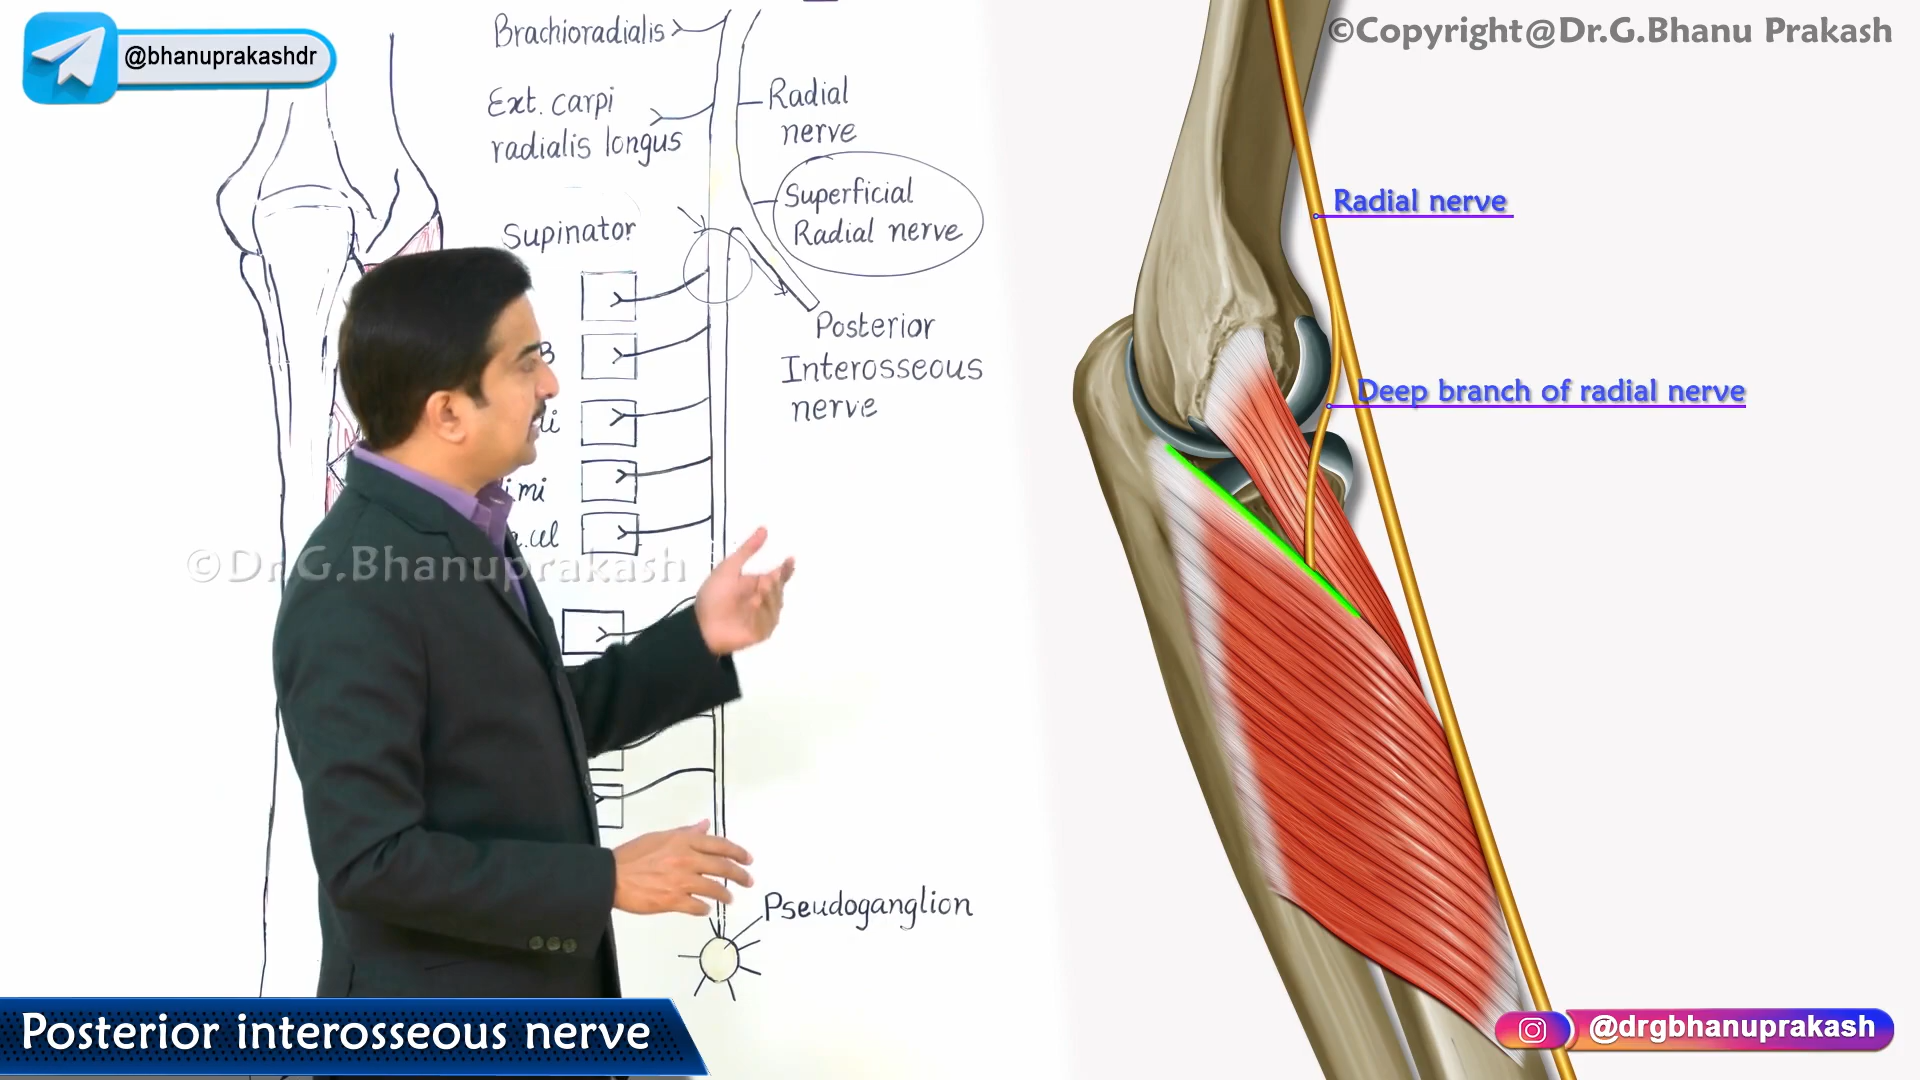 @bhanuprakashdr
Brachioradialis
Ext. carpi
radialis longus
Radial
nerve
Superficial
Radial nerve
Supinator
Posterior
Interosseous
nerve
Pseudoganglion
©Dr.G.Bhanuprakash
Posterior interosseous nerve
©Copyright@Dr.G.Bhanu Prakash
Radial nerve
Deep branch of radial nerve
@drgbhanuprakash